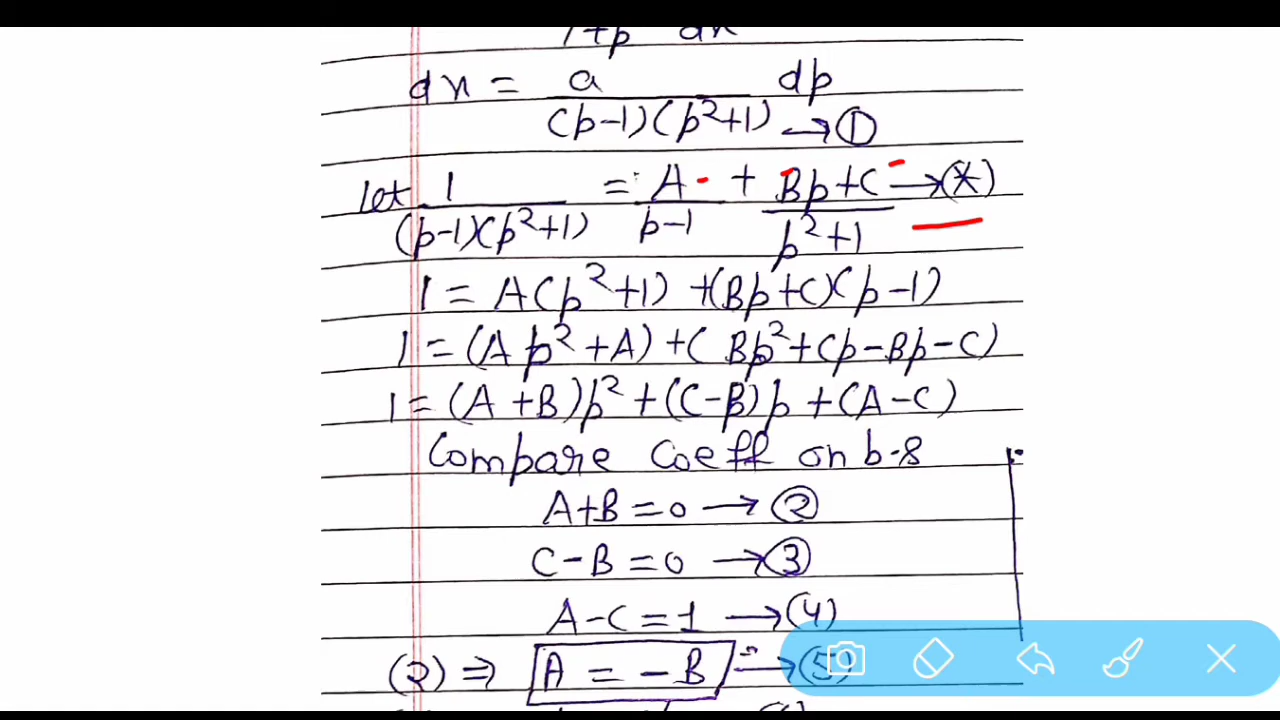 dx = a/((p-1)(p²+1)) dp → ①
let 1/((p-1)(p²+1)) = A/(p-1) + (Bp+C)/(p²+1) → (*)
1 = A(p²+1) + (Bp+C)(p-1)
1 = (Ap²+A) + (Bp²+Cp-Bp-C)
1 = (A+B)p² + (C-B)p + (A-C)
Compare Coeff on b.s
A+B = 0 → ②
C-B = 0 → ③
A-C = 1 → (4)
(2) ⇒ A = -B → (5)